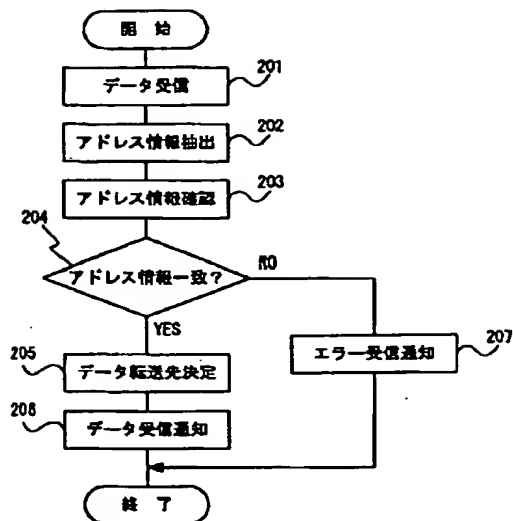 開 始
データ受信
201
アドレス情報抽出
202
アドレス情報確認
203
204
アドレス情報一致？
NO
YES
205
データ転送先決定
エラー受信通知
207
206
データ受信通知
終 了